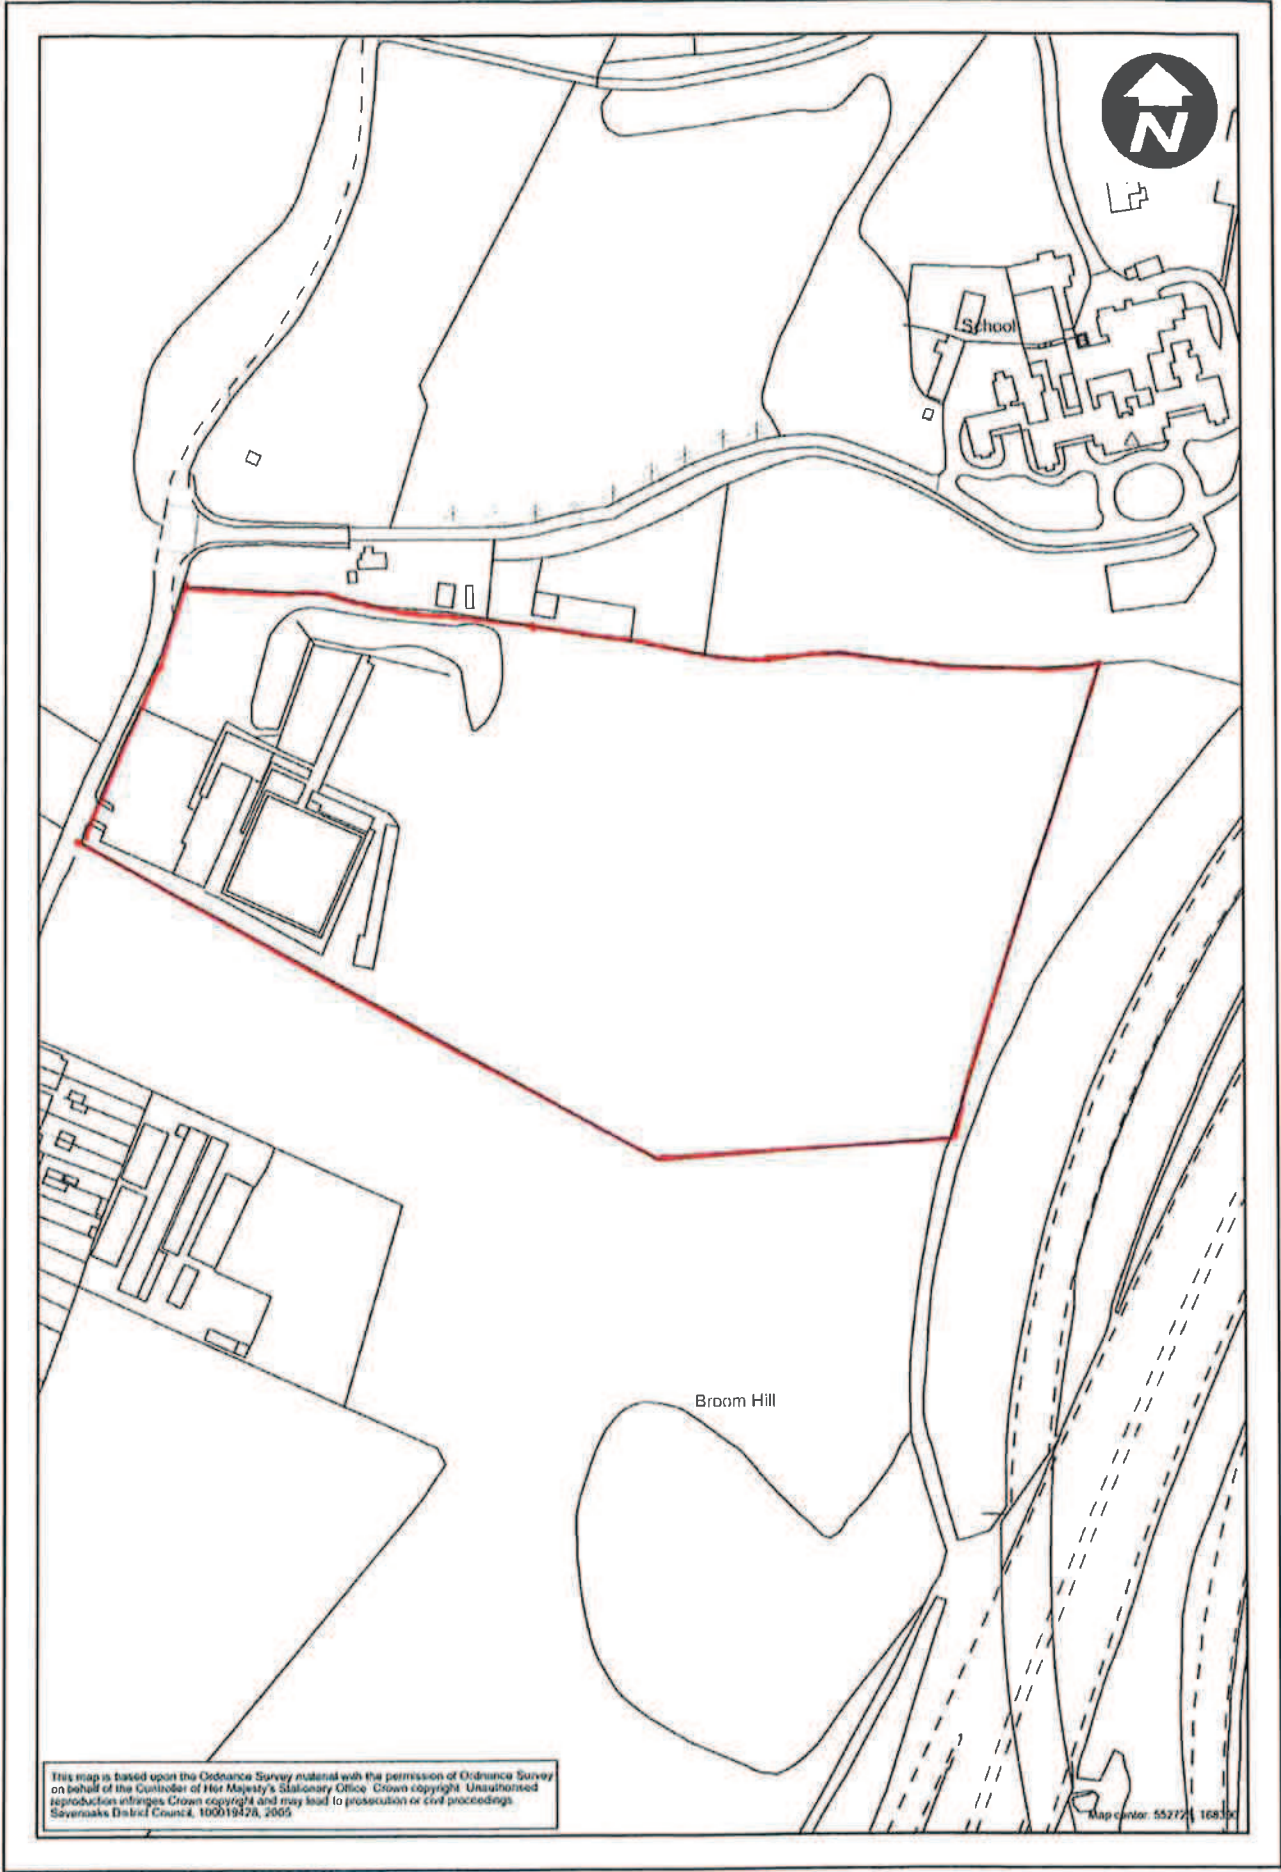 N
School
Broom Hill
This map is based upon the Ordnance Survey material with the permission of Ordnance Survey
on behalf of the Controller of Her Majesty's Stationary Office Crown copyright. Unauthorised
reproduction infringes Crown copyright and may lead to prosecution or civil proceedings
Sevenoaks District Council, 100019428, 2005
Map center: